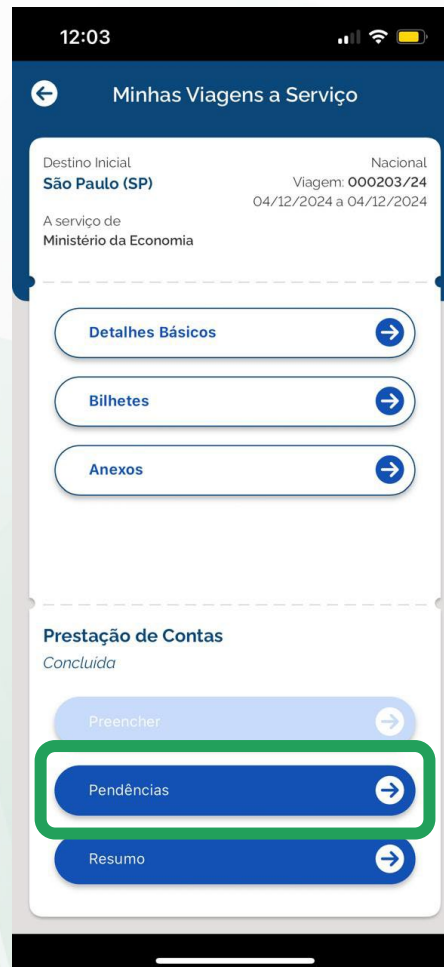 12:03
Minhas Viagens a Serviço
Destino Inicial
Nacional
São Paulo (SP)
Viagem: 000203/24
04/12/2024 a 04/12/2024
A serviço de
Ministério da Economia
Detalhes Básicos
Bilhetes
Anexos
Prestação de Contas
Concluída
Preencher
Pendências
Resumo